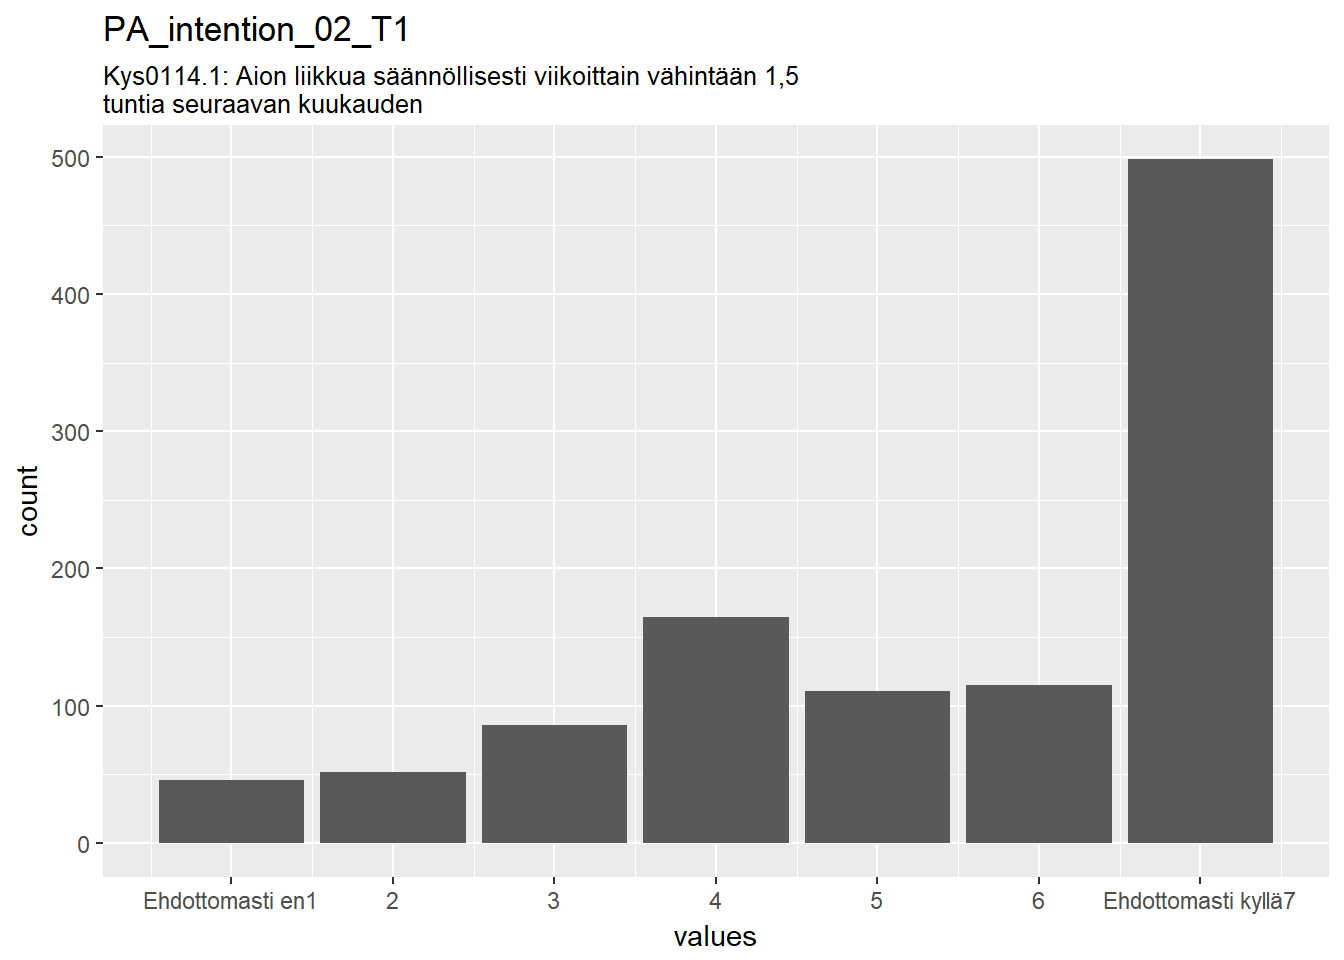 PA_intention_02_T1
Kys0114.1: Aion liikkua säännöllisesti viikoittain vähintään 1,5
tuntia seuraavan kuukauden
500
400
300
200
100
0
count
Ehdottomasti en1 2 3 4 5 6 Ehdottomasti kyllä7
values